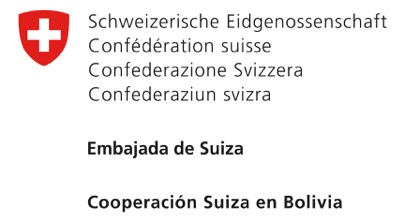 Schweizerische Eidgenossenschaft
Confédération suisse
Confederazione Svizzera
Confederaziun svizra
Embajada de Suiza
Cooperación Suiza en Bolivia